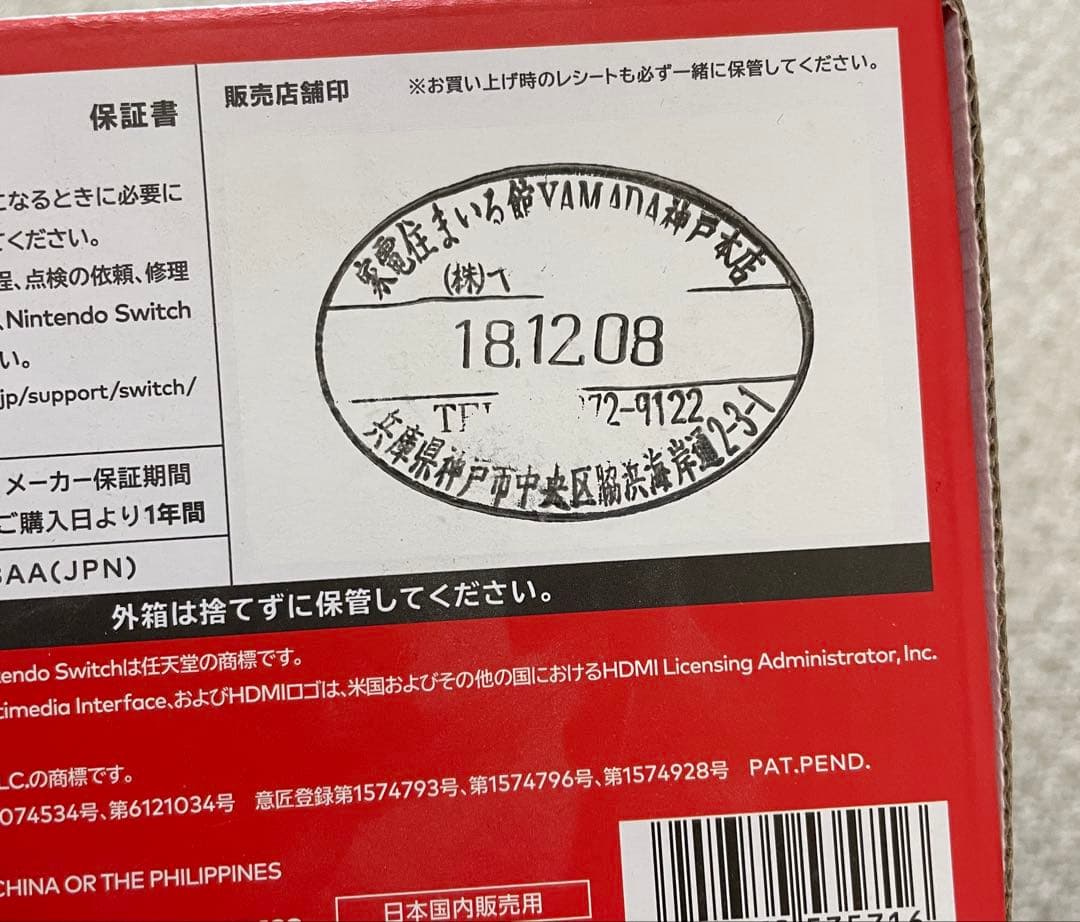 保証書
になるときに必要に
てください。
程、点検の依頼、修理
、Nintendo Switch
い。
jp/support/switch/
メーカー保証期間
ご購入日より1年間
AA(JPN)
販売店舗印
※お買い上げ時のレシートも必ず一緒に保管してください。
家電住まいる館YAMADA神戸本店
(株)
18.12.08
TEL
72-9122
兵庫県神戸市中央区脇浜海岸通2-3-1
外箱は捨てずに保管してください。
tendo Switchは任天堂の商標です。
timedia Interface、およびHDMIロゴは、米国およびその他の国におけるHDMI Licensing Administrator, Inc.
LC.の商標です。
074534号、第6121034号 意匠登録第1574793号、第1574796号、第1574928号 PAT.PEND.
CHINA OR THE PHILIPPINES
日本国内販売用